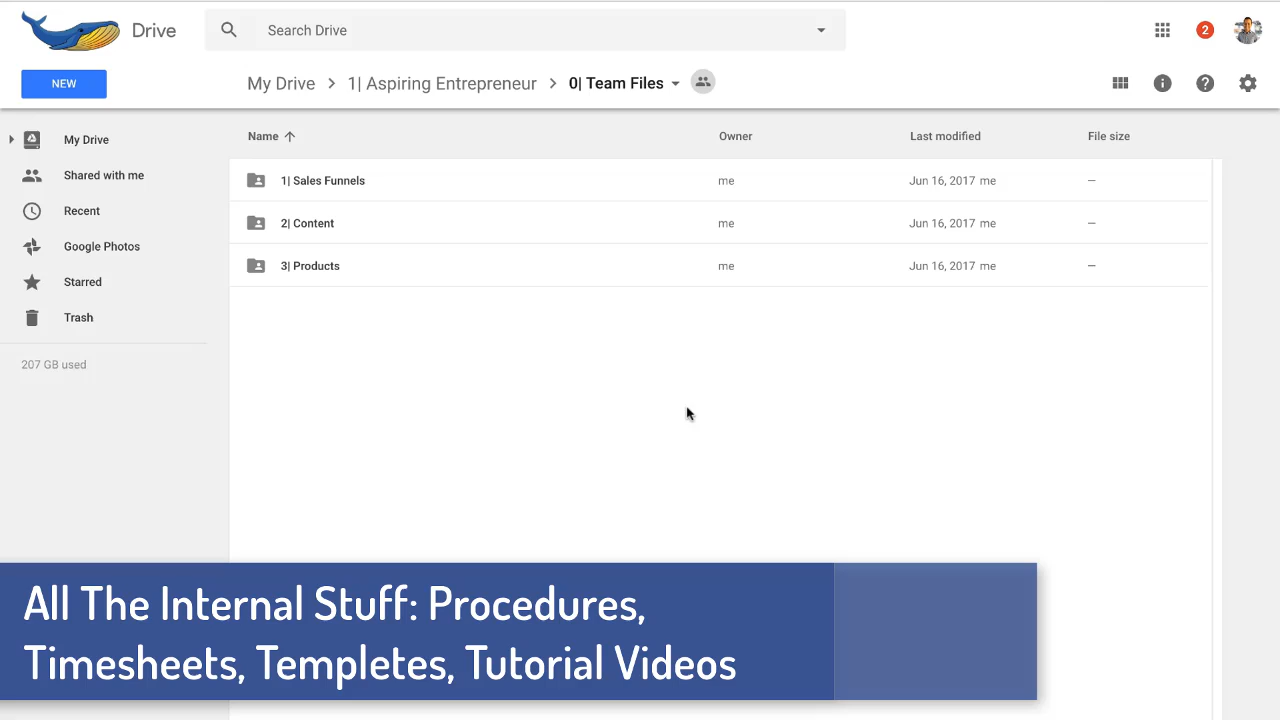 Drive
Search Drive
2
NEW
My Drive > 1| Aspiring Entrepreneur > 0| Team Files
My Drive
Shared with me
Recent
Google Photos
Starred
Trash
207 GB used
Name Owner Last modified File size
1| Sales Funnels me Jun 16, 2017 me —
2| Content me Jun 16, 2017 me —
3| Products me Jun 16, 2017 me —
All The Internal Stuff: Procedures,
Timesheets, Templetes, Tutorial Videos